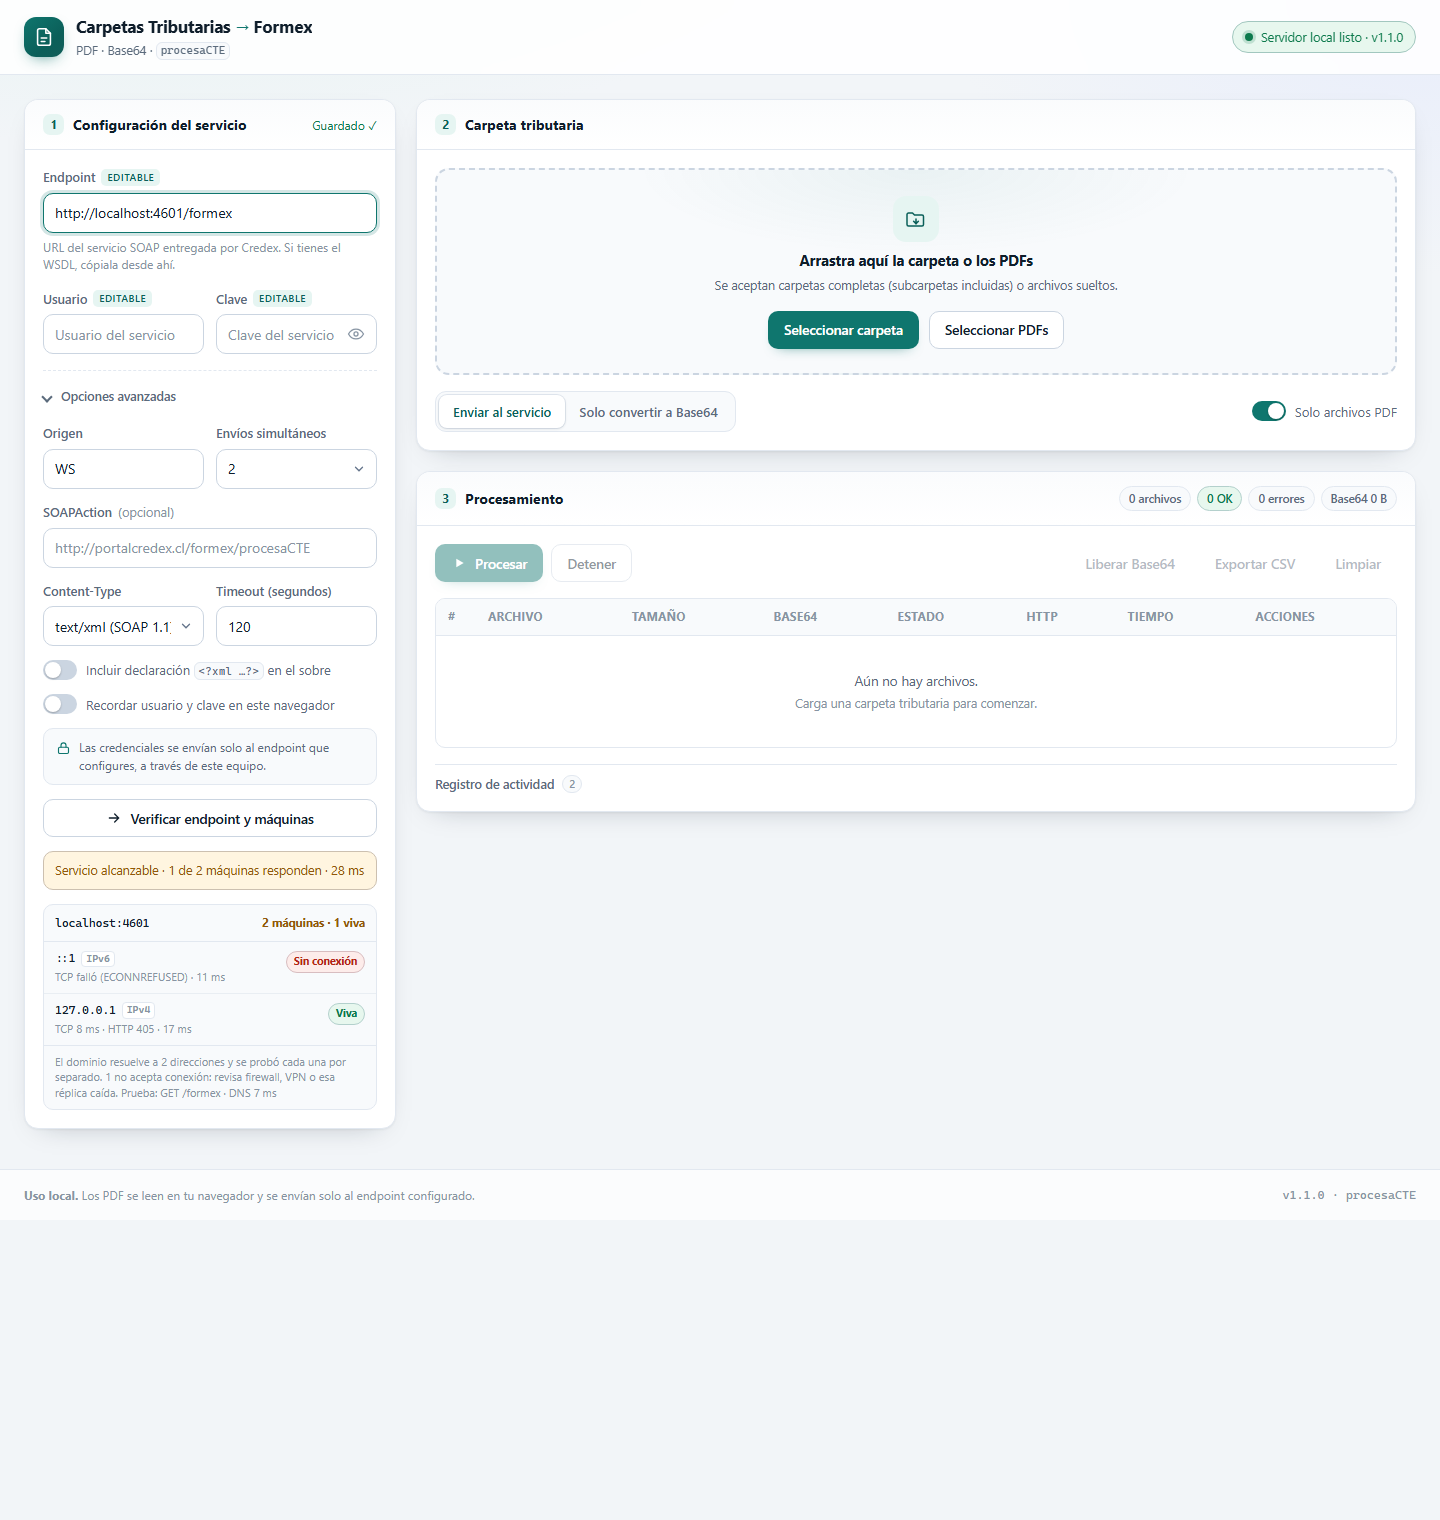 Carpetas Tributarias → Formex
PDF · Base64 · procesaCTE
Servidor local listo · v1.1.0
1 Configuración del servicio
Guardado ✓
Endpoint EDITABLE
http://localhost:4601/formex
URL del servicio SOAP entregada por Credex. Si tienes el
WSDL, cópiala desde ahí.
Usuario EDITABLE
Clave EDITABLE
Usuario del servicio
Clave del servicio
Opciones avanzadas
Origen
Envíos simultáneos
WS
2
SOAPAction (opcional)
http://portalcredex.cl/formex/procesaCTE
Content-Type
Timeout (segundos)
text/xml (SOAP 1.1)
120
Incluir declaración <?xml …?> en el sobre
Recordar usuario y clave en este navegador
Las credenciales se envían solo al endpoint que
configures, a través de este equipo.
→ Verificar endpoint y máquinas
Servicio alcanzable · 1 de 2 máquinas responden · 28 ms
localhost:4601
2 máquinas · 1 viva
::1 IPv6
Sin conexión
TCP falló (ECONNREFUSED) · 11 ms
127.0.0.1 IPv4
Viva
TCP 8 ms · HTTP 405 · 17 ms
El dominio resuelve a 2 direcciones y se probó cada una por
separado. 1 no acepta conexión: revisa firewall, VPN o esa
réplica caída. Prueba: GET /formex · DNS 7 ms
2 Carpeta tributaria
Arrastra aquí la carpeta o los PDFs
Se aceptan carpetas completas (subcarpetas incluidas) o archivos sueltos.
Seleccionar carpeta
Seleccionar PDFs
Enviar al servicio
Solo convertir a Base64
Solo archivos PDF
3 Procesamiento
0 archivos
0 OK
0 errores
Base64 0 B
Procesar
Detener
Liberar Base64
Exportar CSV
Limpiar
# ARCHIVO TAMAÑO BASE64 ESTADO HTTP TIEMPO ACCIONES
Aún no hay archivos.
Carga una carpeta tributaria para comenzar.
Registro de actividad 2
Uso local. Los PDF se leen en tu navegador y se envían solo al endpoint configurado.
v1.1.0 · procesaCTE